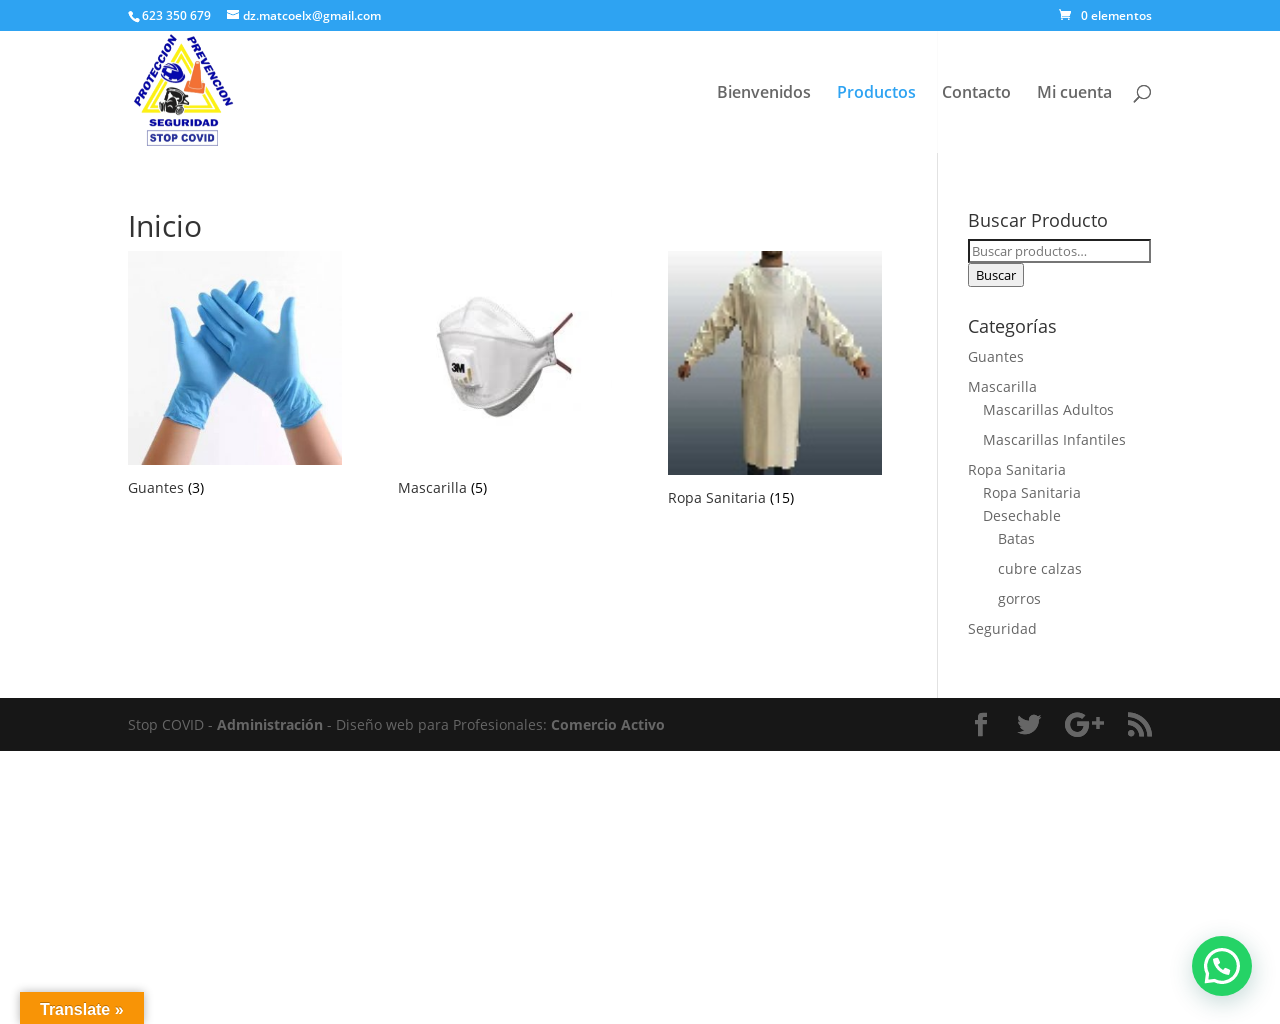 623 350 679
dz.matcoelx@gmail.com
0 elementos
PROTECCION
PREVENCION
SEGURIDAD
STOP COVID
Bienvenidos
Productos
Contacto
Mi cuenta
Inicio
3M
Guantes (3)
Mascarilla (5)
Ropa Sanitaria (15)
Buscar Producto
Buscar productos…
Buscar
Categorías
Guantes
Mascarilla
Mascarillas Adultos
Mascarillas Infantiles
Ropa Sanitaria
Ropa Sanitaria
Desechable
Batas
cubre calzas
gorros
Seguridad
Stop COVID - Administración - Diseño web para Profesionales: Comercio Activo
Translate »